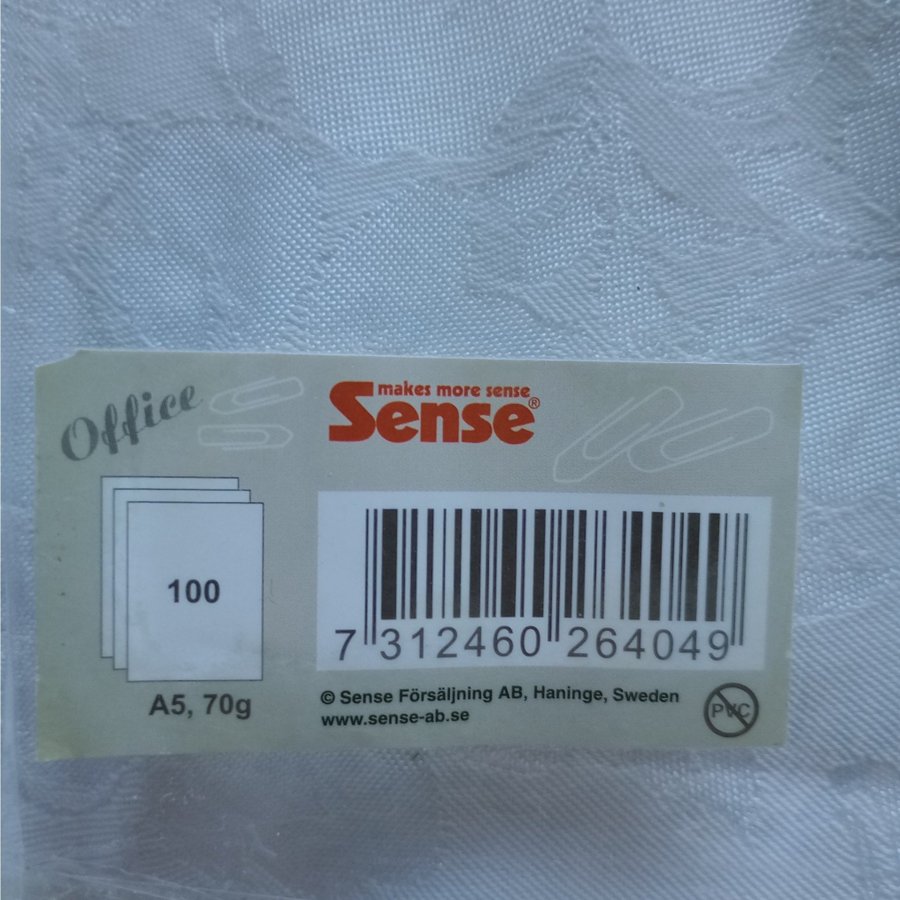 Office
makes more sense
Sense®
100
A5, 70g
7 312460 264049
© Sense Försäljning AB, Haninge, Sweden
www.sense-ab.se
PVC